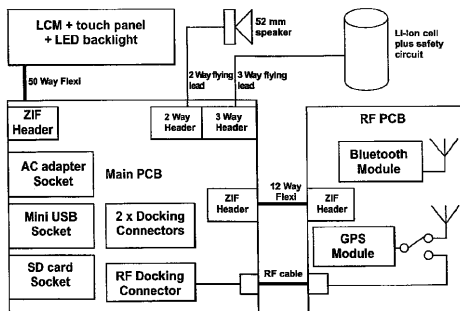 LCM + touch panel
+ LED backlight
52 mm
speaker
Li-Ion cell
plus safety
circuit
50 Way Flexi
2 Way flying
lead
3 Way flying
lead
ZIF
Header
2 Way
Header
3 Way
Header
RF PCB
AC adapter
Socket
Main PCB
Bluetooth
Module
12 Way
Flexi
ZIF
Header
ZIF
Header
Mini USB
Socket
2 x Docking
Connectors
GPS
Module
SD card
Socket
RF Docking
Connector
RF cable